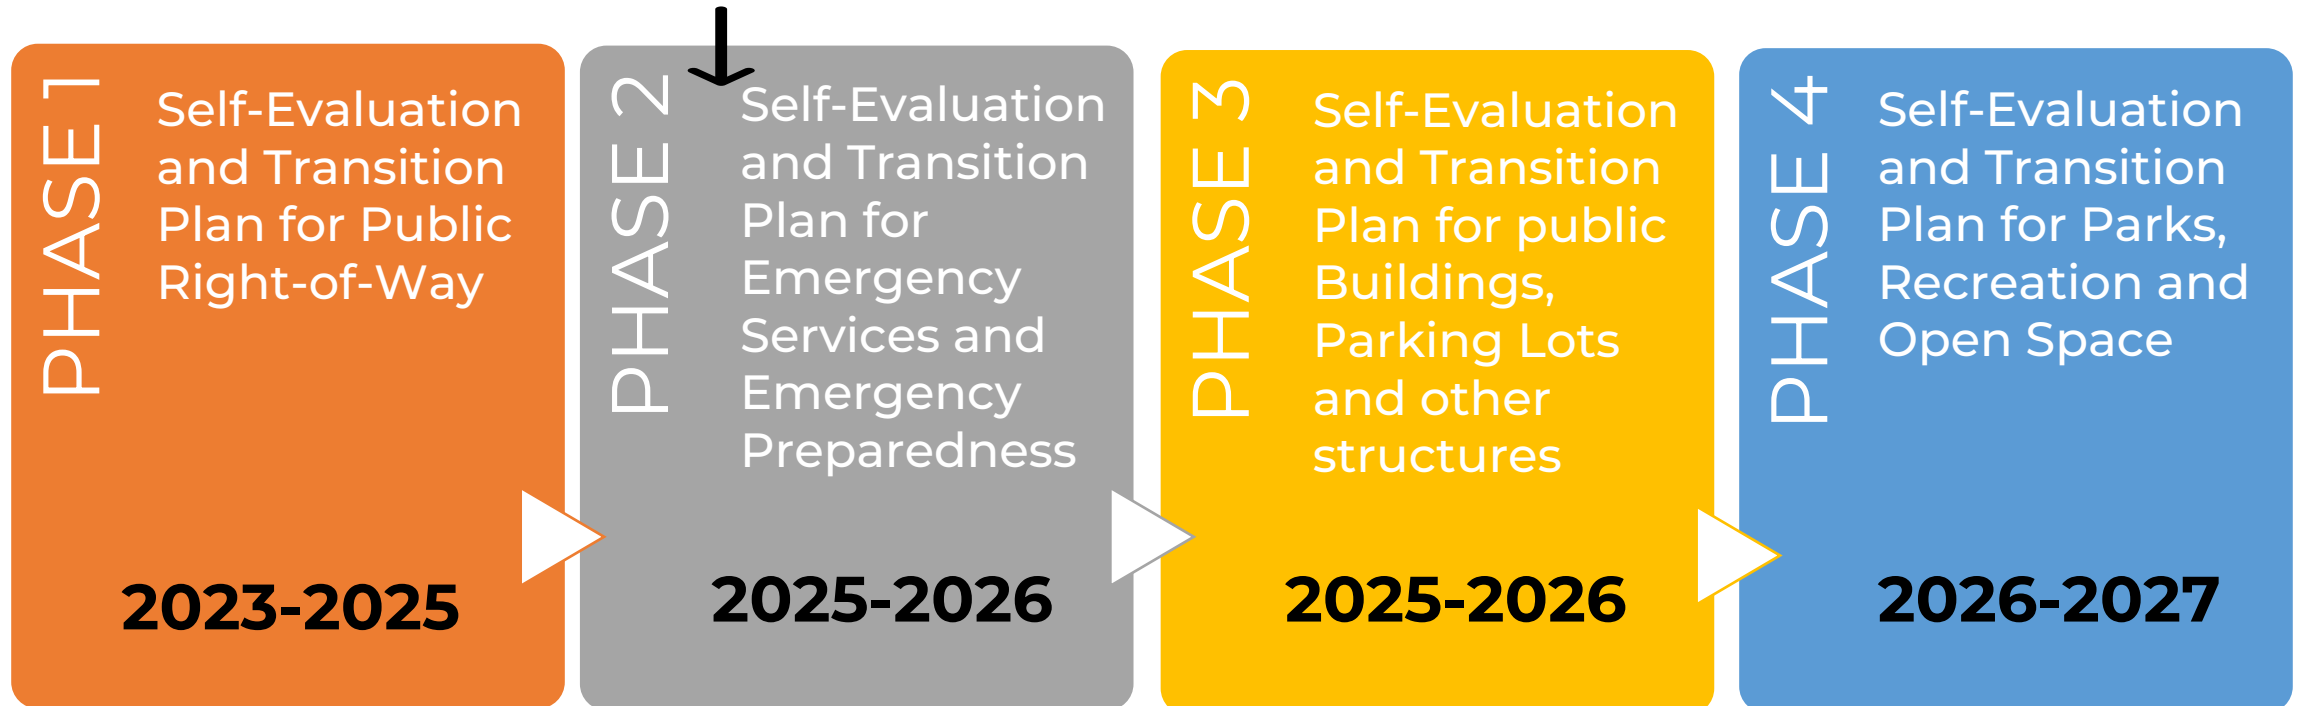 PHASE 1
Self-Evaluation
and Transition
Plan for Public
Right-of-Way
2023-2025
PHASE 2
Self-Evaluation
and Transition
Plan for
Emergency
Services and
Emergency
Preparedness
2025-2026
PHASE 3
Self-Evaluation
and Transition
Plan for public
Buildings,
Parking Lots
and other
structures
2025-2026
PHASE 4
Self-Evaluation
and Transition
Plan for Parks,
Recreation and
Open Space
2026-2027